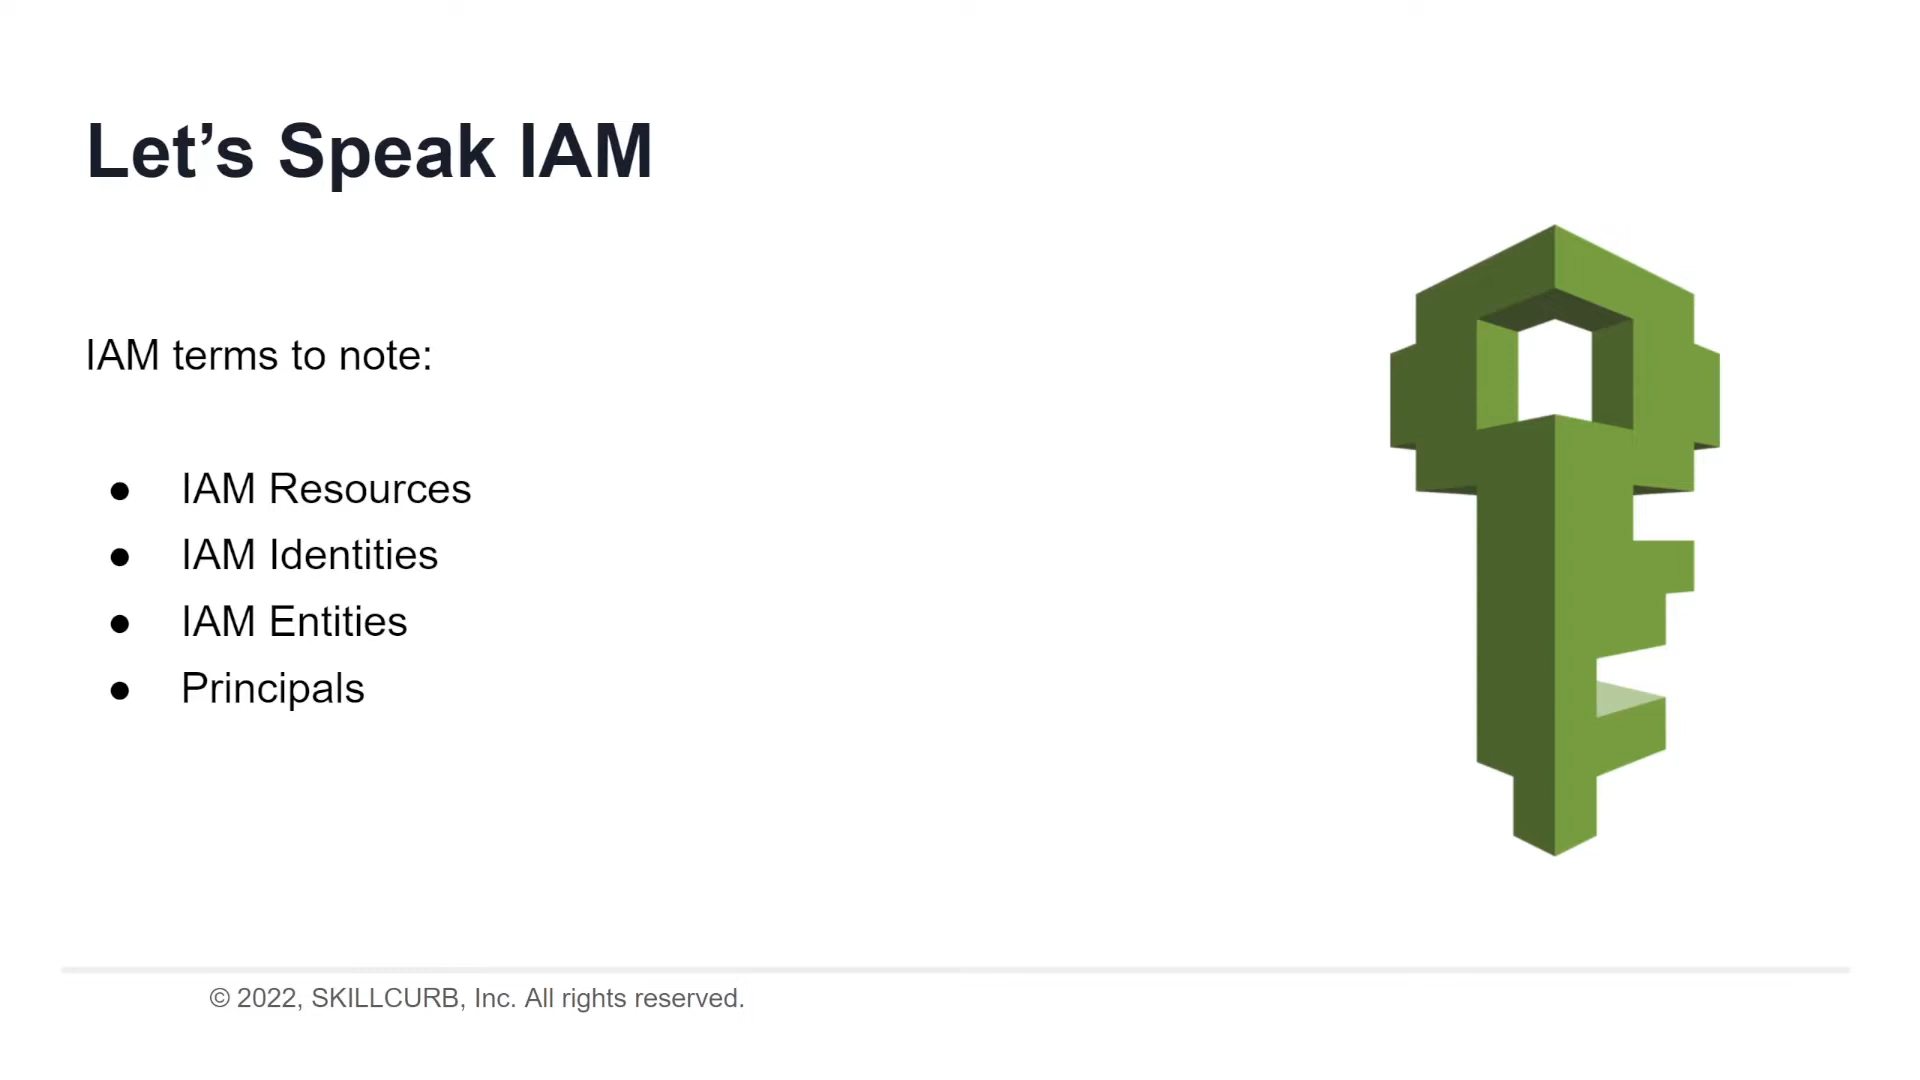 Let’s Speak IAM
IAM terms to note:
● IAM Resources
● IAM Identities
● IAM Entities
● Principals
© 2022, SKILLCURB, Inc. All rights reserved.